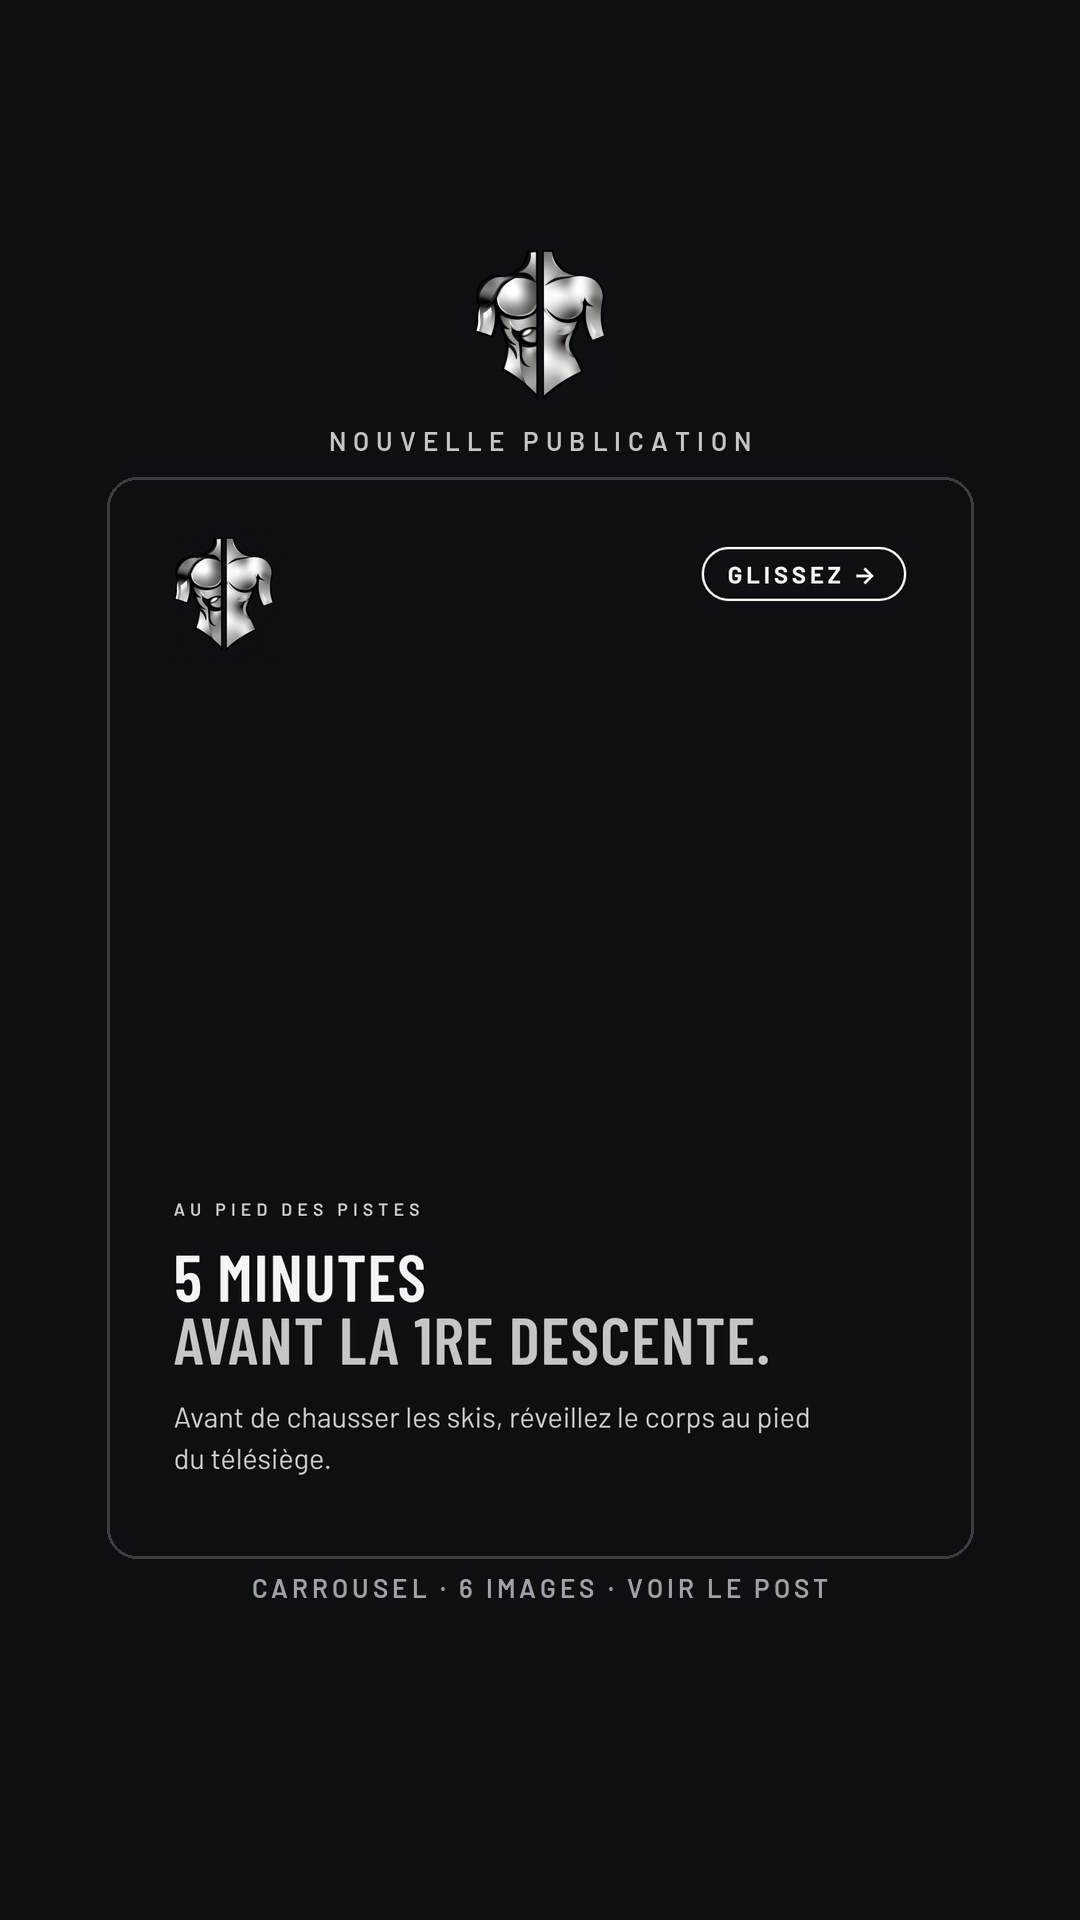 NOUVELLE PUBLICATION
GLISSEZ →
AU PIED DES PISTES
5 MINUTES
AVANT LA 1RE DESCENTE.
Avant de chausser les skis, réveillez le corps au pied
du télésiège.
CARROUSEL · 6 IMAGES · VOIR LE POST